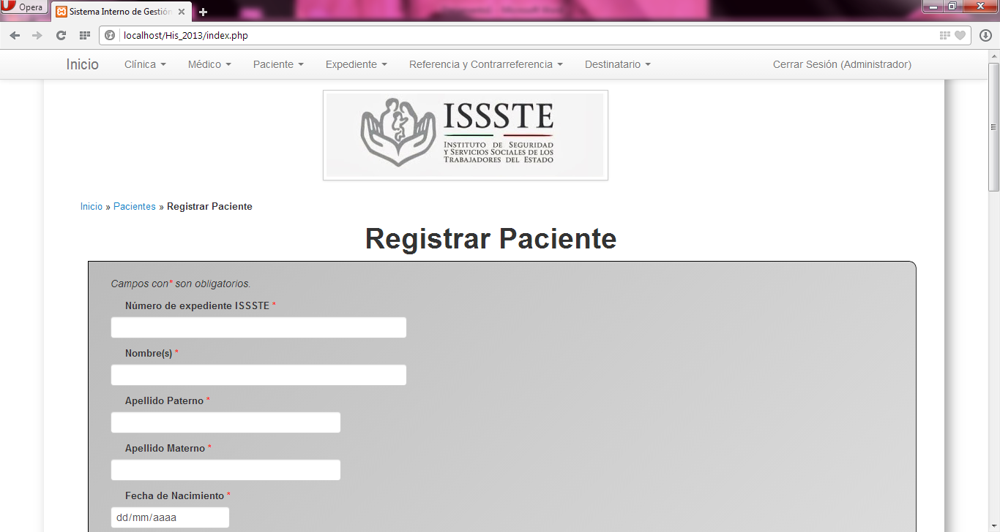 Opera
Sistema Interno de Gestión
localhost/His_2013/index.php
Inicio Clínica Médico Paciente Expediente Referencia y Contrarreferencia Destinatario Cerrar Sesión (Administrador)
ISSSTE
INSTITUTO DE SEGURIDAD
Y SERVICIOS SOCIALES DE LOS
TRABAJADORES DEL ESTADO
Inicio » Pacientes » Registrar Paciente
Registrar Paciente
Campos con* son obligatorios.
Número de expediente ISSSTE *
Nombre(s) *
Apellido Paterno *
Apellido Materno *
Fecha de Nacimiento *
dd/mm/aaaa